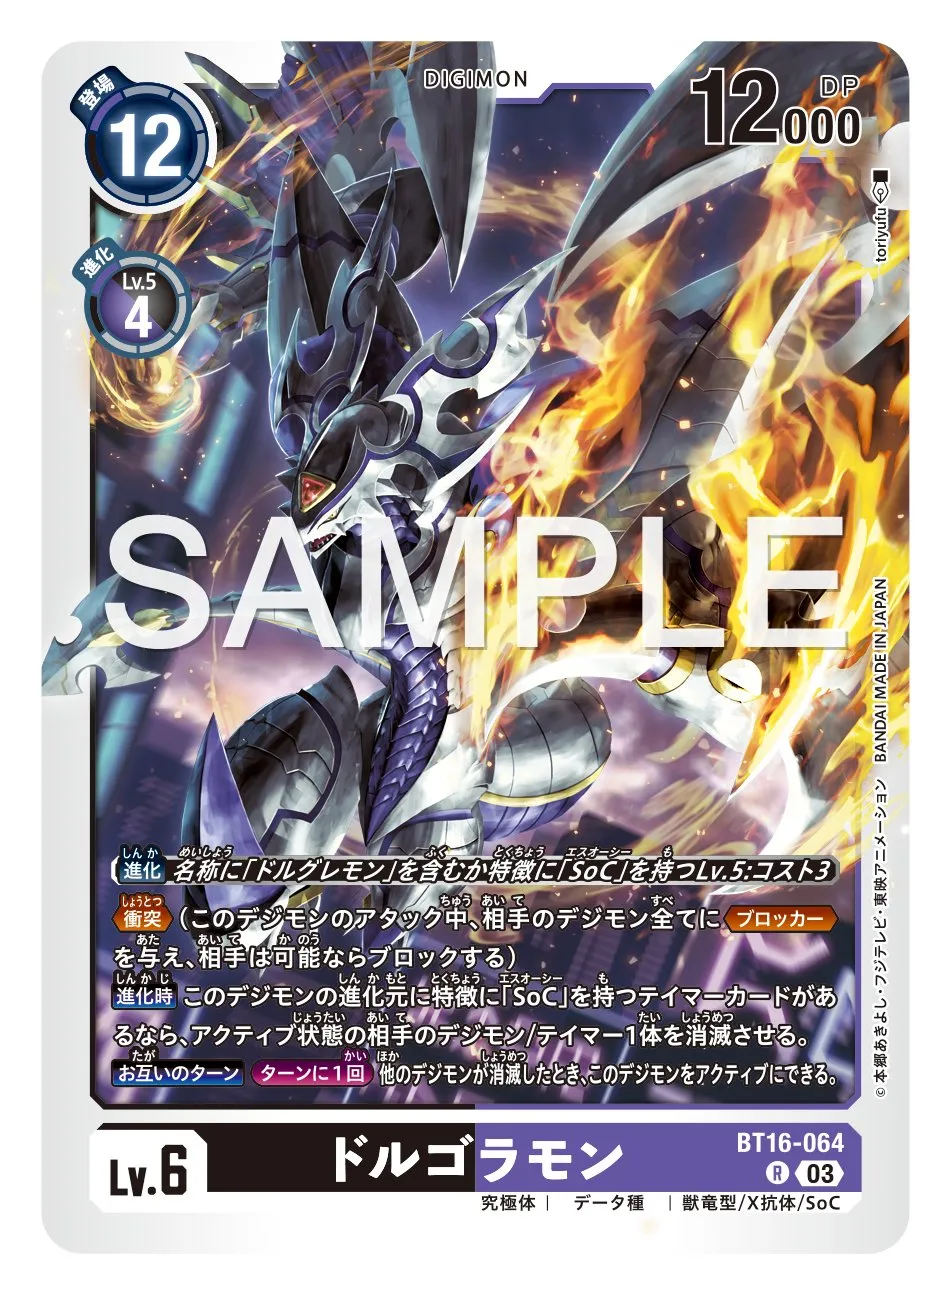 DIGIMON
登場
12
12000
DP
進化
Lv.5
4
toriyufu
SAMPLE
BANDAI MADE IN JAPAN
©本郷あきよし・フジテレビ・東映アニメーション
進化 名称に「ドルグレモン」を含むか特徴に「SoC」を持つLv.5:コスト3
衝突 (このデジモンのアタック中、相手のデジモン全てに ブロッカー
を与え、相手は可能ならブロックする)
進化時 このデジモンの進化元に特徴に「SoC」を持つテイマーカードがあ
るなら、アクティブ状態の相手のデジモン/テイマー1体を消滅させる。
お互いのターン ターンに1回 他のデジモンが消滅したとき、このデジモンをアクティブにできる。
Lv.6
ドルゴラモン
BT16-064
R 03
究極体 | データ種 | 獣竜型/X抗体/SoC